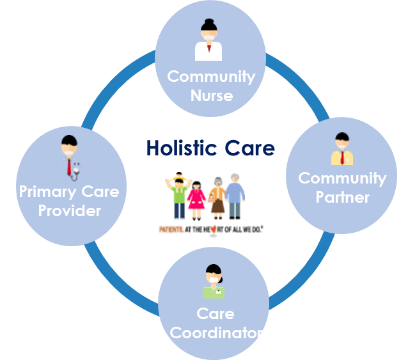 Community
Nurse
Holistic Care
Primary Care
Provider
Community
Partner
PATIENTS. AT THE HEART OF ALL WE DO.®
Care
Coordinator